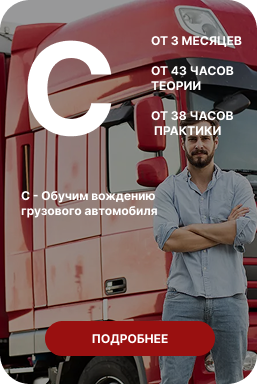 С
ОТ 3 МЕСЯЦЕВ
ОТ 43 ЧАСОВ
ТЕОРИИ
ОТ 38 ЧАСОВ
ПРАКТИКИ
С - Обучим вождению
грузового автомобиля
ПОДРОБНЕЕ